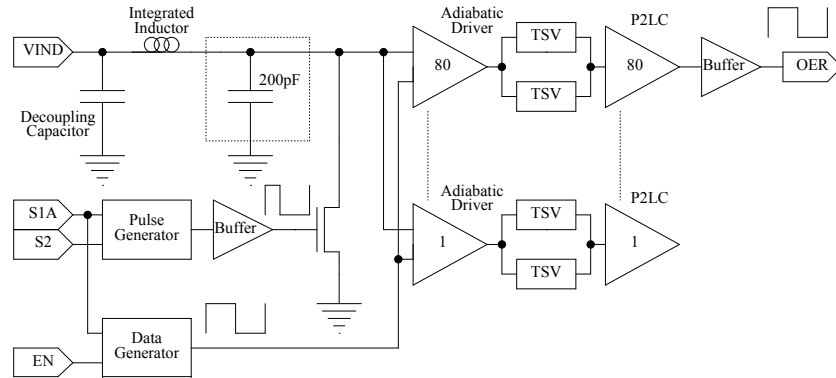 Integrated
Inductor
Adiabatic
Driver
TSV
P2LC
VIND
80
80
Buffer
OER
200pF
TSV
Decoupling
Capacitor
Adiabatic
Driver
P2LC
S1A
S2
Pulse
Generator
Buffer
TSV
1
1
TSV
EN
Data
Generator